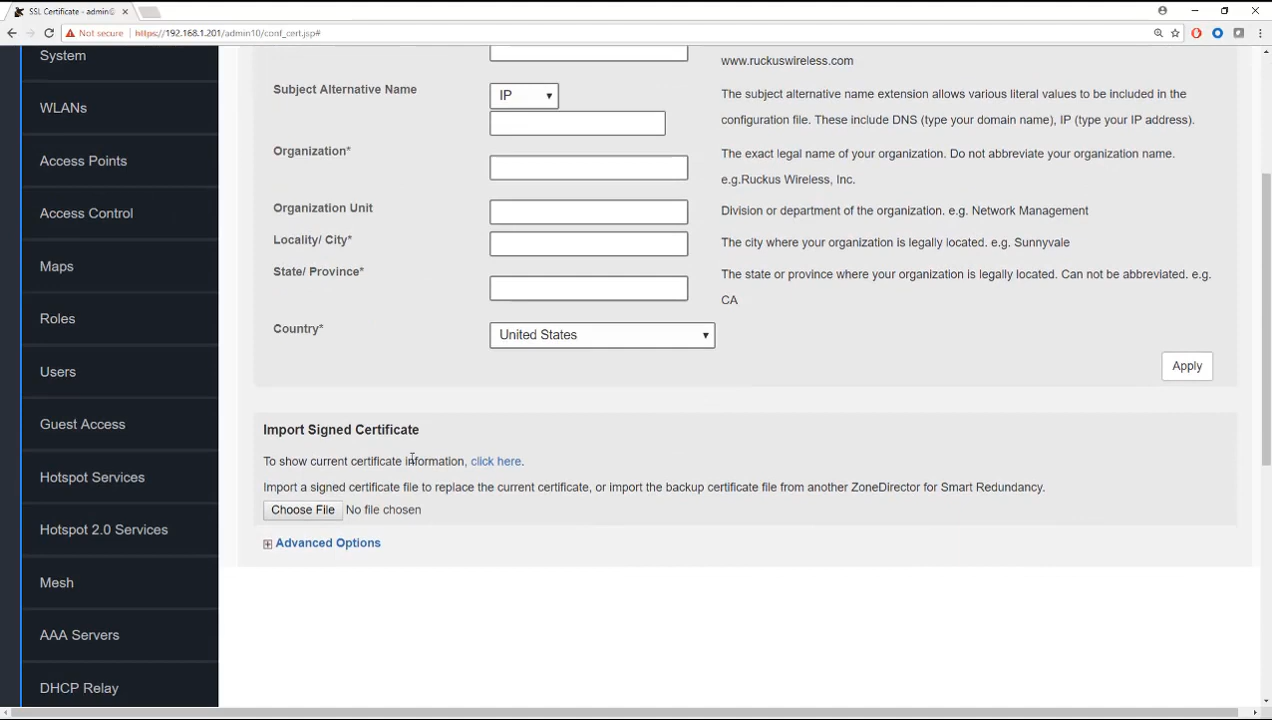 SSL Certificate - admin@
Not secure
https://192.168.1.201/admin10/conf_cert.jsp#
System
WLANs
Access Points
Access Control
Maps
Roles
Users
Guest Access
Hotspot Services
Hotspot 2.0 Services
Mesh
AAA Servers
DHCP Relay
www.ruckuswireless.com
Subject Alternative Name
IP
The subject alternative name extension allows various literal values to be included in the
configuration file. These include DNS (type your domain name), IP (type your IP address).
Organization*
The exact legal name of your organization. Do not abbreviate your organization name.
e.g.Ruckus Wireless, Inc.
Organization Unit
Division or department of the organization. e.g. Network Management
Locality/ City*
The city where your organization is legally located. e.g. Sunnyvale
State/ Province*
The state or province where your organization is legally located. Can not be abbreviated. e.g.
CA
Country*
United States
Apply
Import Signed Certificate
To show current certificate information, click here.
Import a signed certificate file to replace the current certificate, or import the backup certificate file from another ZoneDirector for Smart Redundancy.
Choose File No file chosen
Advanced Options